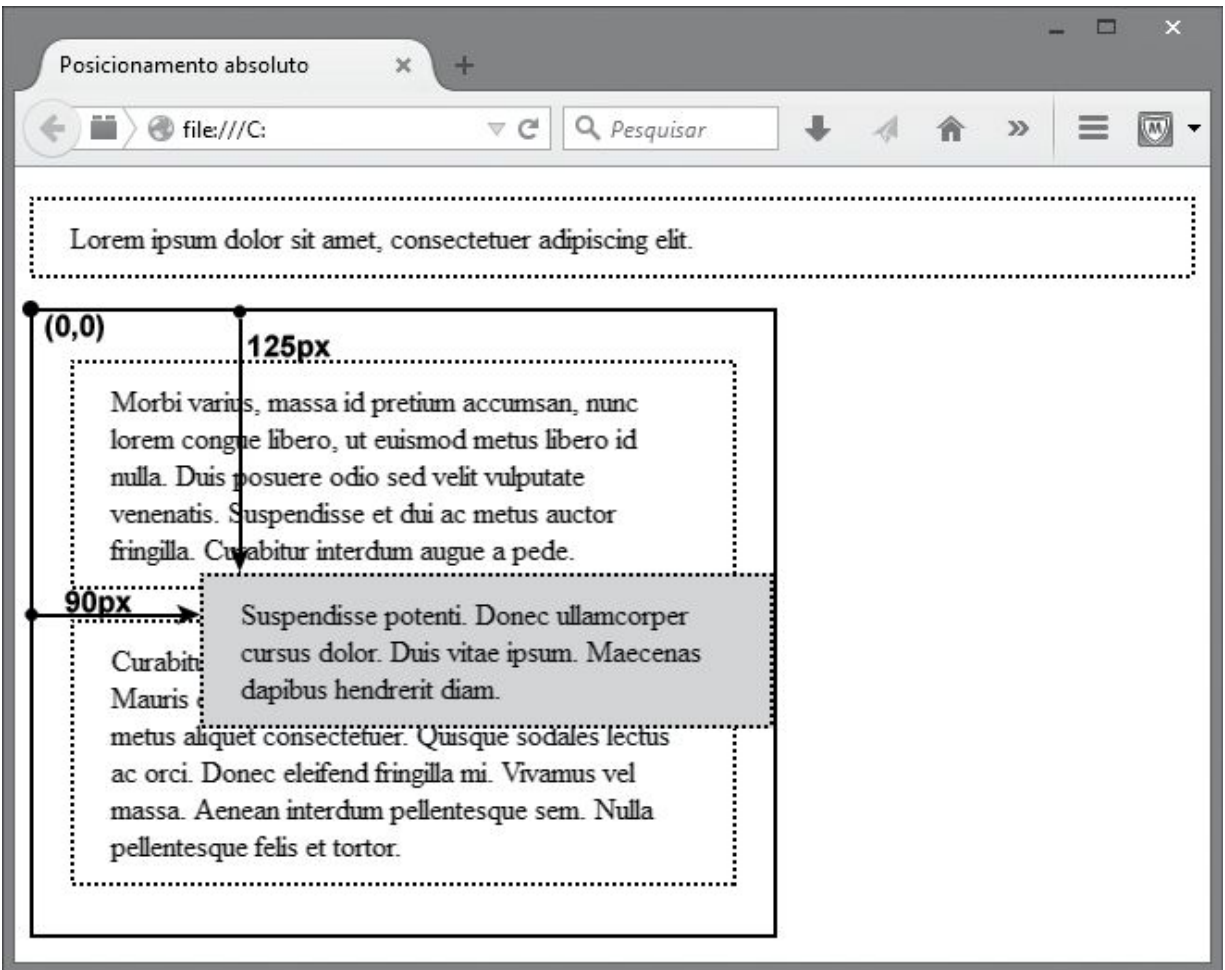 Posicionamento absoluto
file:///C:
Pesquisar
Lorem ipsum dolor sit amet, consectetuer adipiscing elit.
(0,0)
125px
Morbi varius, massa id pretium accumsan, nunc
lorem congue libero, ut euismod metus libero id
nulla. Duis posuere odio sed velit vulputate
venenatis. Suspendisse et dui ac metus auctor
fringilla. Curabitur interdum augue a pede.
90px
Suspendisse potenti. Donec ullamcorper
cursus dolor. Duis vitae ipsum. Maecenas
dapibus hendrerit diam.
Mauris
metus aliquet consectetuer. Quisque sodales lectus
ac orci. Donec eleifend fringilla mi. Vivamus vel
massa. Aenean interdum pellentesque sem. Nulla
pellentesque felis et tortor.